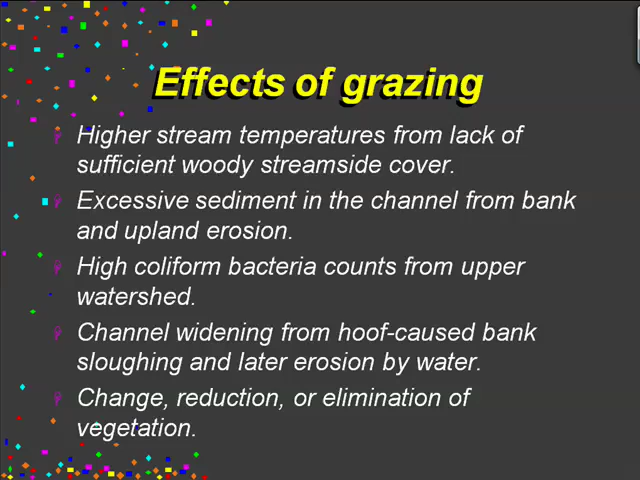 Effects of grazing
Higher stream temperatures from lack of
sufficient woody streamside cover.
Excessive sediment in the channel from bank
and upland erosion.
High coliform bacteria counts from upper
watershed.
Channel widening from hoof-caused bank
sloughing and later erosion by water.
Change, reduction, or elimination of
vegetation.